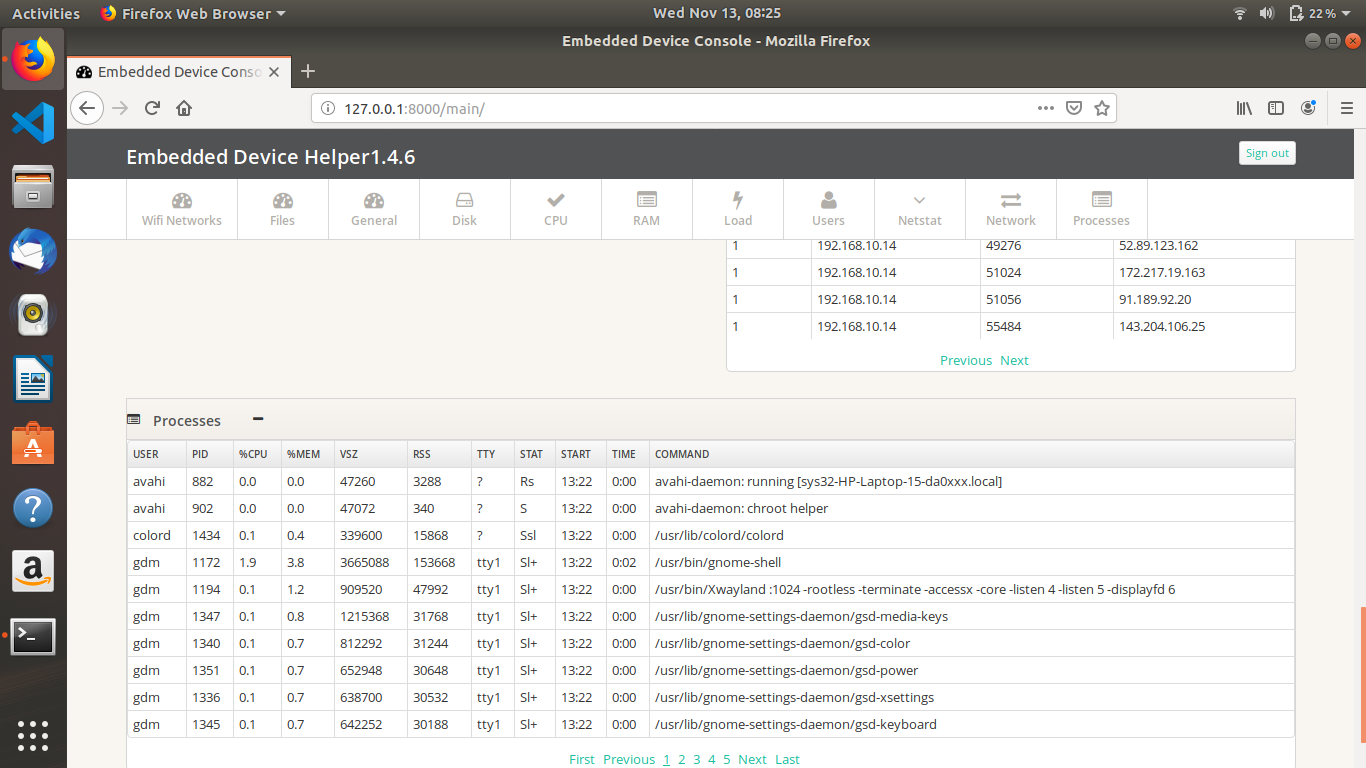 Activities Firefox Web Browser Wed Nov 13, 08:25 22%
Embedded Device Console - Mozilla Firefox
Embedded Device Conso
127.0.0.1:8000/main/
Embedded Device Helper1.4.6 Sign out
Wifi Networks Files General Disk CPU RAM Load Users Netstat Network Processes
1 192.168.10.14 49276 52.89.123.162
1 192.168.10.14 51024 172.217.19.163
1 192.168.10.14 51056 91.189.92.20
1 192.168.10.14 55484 143.204.106.25
Previous Next
Processes
USER PID %CPU %MEM VSZ RSS TTY STAT START TIME COMMAND
avahi 882 0.0 0.0 47260 3288 ? Rs 13:22 0:00 avahi-daemon: running [sys32-HP-Laptop-15-da0xxx.local]
avahi 902 0.0 0.0 47072 340 ? S 13:22 0:00 avahi-daemon: chroot helper
colord 1434 0.1 0.4 339600 15868 ? Ssl 13:22 0:00 /usr/lib/colord/colord
gdm 1172 1.9 3.8 3665088 153668 tty1 Sl+ 13:22 0:02 /usr/bin/gnome-shell
gdm 1194 0.1 1.2 909520 47992 tty1 Sl+ 13:22 0:00 /usr/bin/Xwayland :1024 -rootless -terminate -accessx -core -listen 4 -listen 5 -displayfd 6
gdm 1347 0.1 0.8 1215368 31768 tty1 Sl+ 13:22 0:00 /usr/lib/gnome-settings-daemon/gsd-media-keys
gdm 1340 0.1 0.7 812292 31244 tty1 Sl+ 13:22 0:00 /usr/lib/gnome-settings-daemon/gsd-color
gdm 1351 0.1 0.7 652948 30648 tty1 Sl+ 13:22 0:00 /usr/lib/gnome-settings-daemon/gsd-power
gdm 1336 0.1 0.7 638700 30532 tty1 Sl+ 13:22 0:00 /usr/lib/gnome-settings-daemon/gsd-xsettings
gdm 1345 0.1 0.7 642252 30188 tty1 Sl+ 13:22 0:00 /usr/lib/gnome-settings-daemon/gsd-keyboard
First Previous 1 2 3 4 5 Next Last